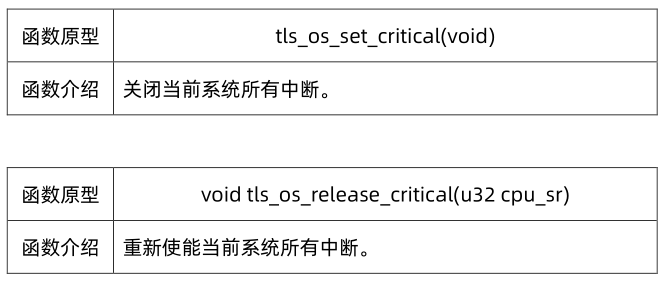 函数原型 tls_os_set_critical(void)
函数介绍 关闭当前系统所有中断。
函数原型 void tls_os_release_critical(u32 cpu_sr)
函数介绍 重新使能当前系统所有中断。